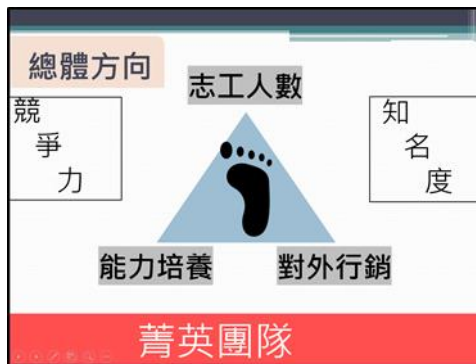 總體方向
志工人數
競爭力
知名度
能力培養
對外行銷
菁英團隊